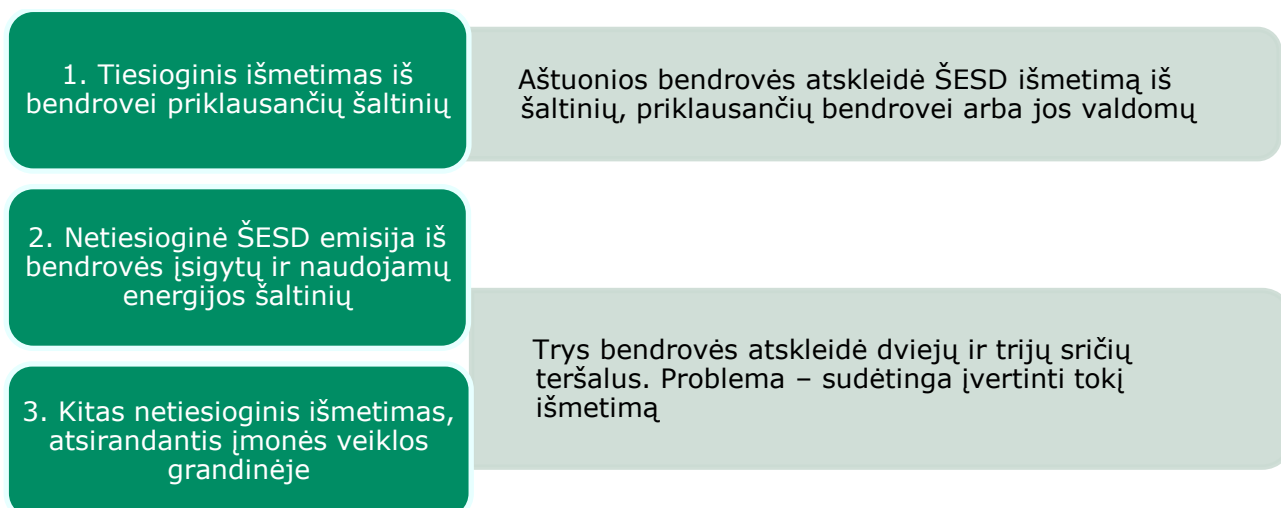 1. Tiesioginis išmetimas iš
bendrovei priklausančių šaltinių
Aštuonios bendrovės atskleidė ŠESD išmetimą iš
šaltinių, priklausančių bendrovei arba jos valdomų
2. Netiesioginė ŠESD emisija iš
bendrovės įsigytų ir naudojamų
energijos šaltinių
3. Kitas netiesioginis išmetimas,
atsirandantis įmonės veiklos
grandinėje
Trys bendrovės atskleidė dviejų ir trijų sričių
teršalus. Problema – sudėtinga įvertinti tokį
išmetimą